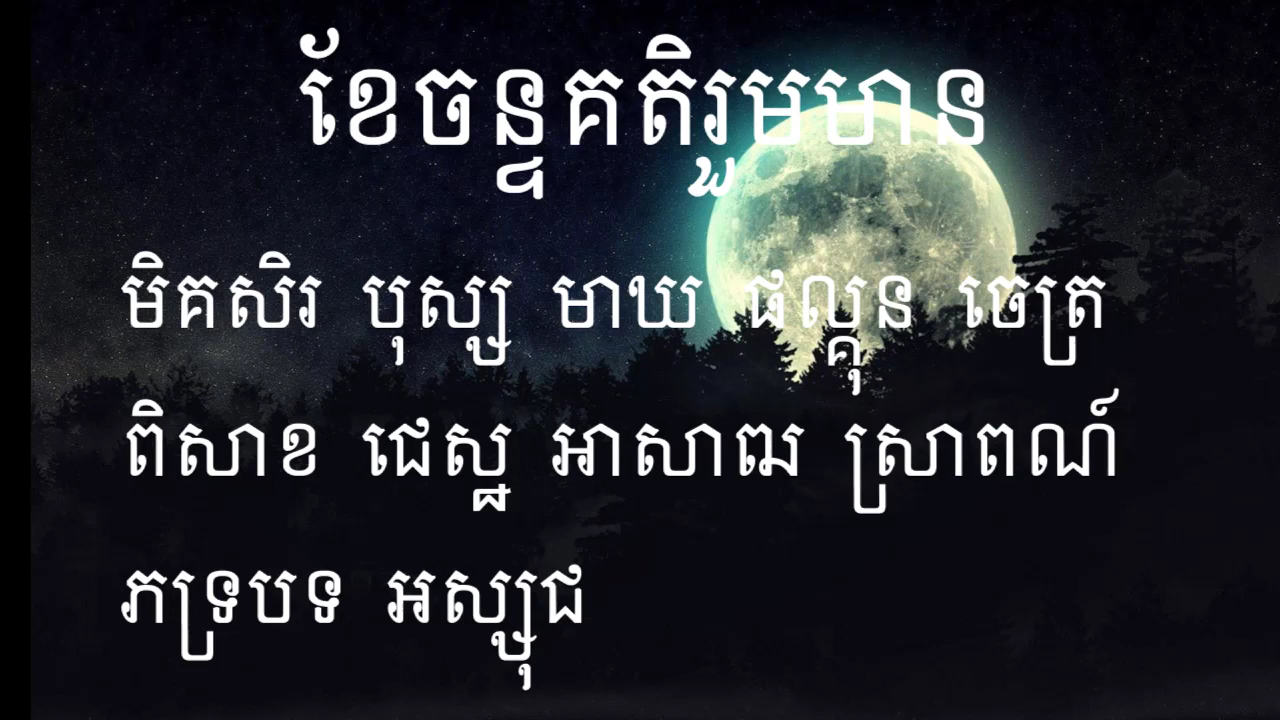 ខែចន្ទគតិរួមមាន
មិគសិរ បុស្ស មាឃ ផល្គុន ចេត្រ
ពិសាខ ជេស្ឋ អាសាឍ ស្រាពណ៍
ភទ្របទ អស្សុជ